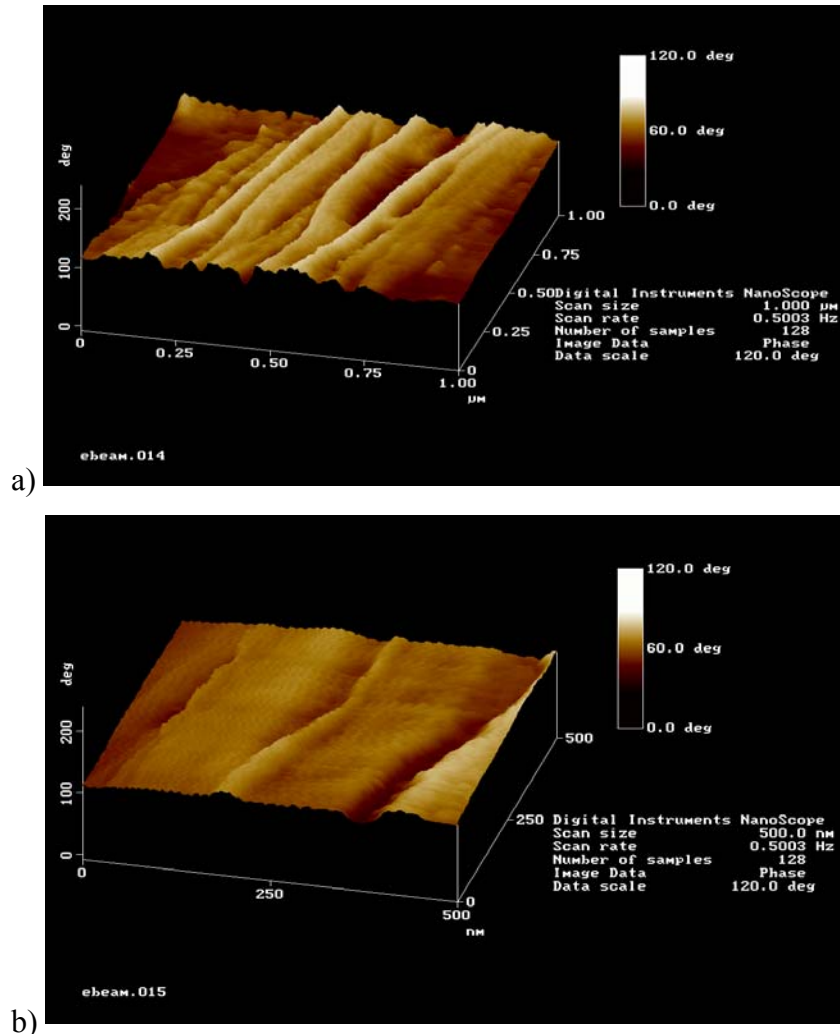 120.0 deg
60.0 deg
0.0 deg
deg
200
100
0
0
0.25
0.50
0.75
1.00
µм
0
0.25
0.50
0.75
1.00
Digital Instruments NanoScope
Scan size 1.000 µм
Scan rate 0.5003 Hz
Number of samples 128
Image Data Phase
Data scale 120.0 deg
ebeam.014
a)
120.0 deg
60.0 deg
0.0 deg
deg
200
100
0
0
250
500
nм
0
250
500
Digital Instruments NanoScope
Scan size 500.0 nм
Scan rate 0.5003 Hz
Number of samples 128
Image Data Phase
Data scale 120.0 deg
ebeam.015
b)